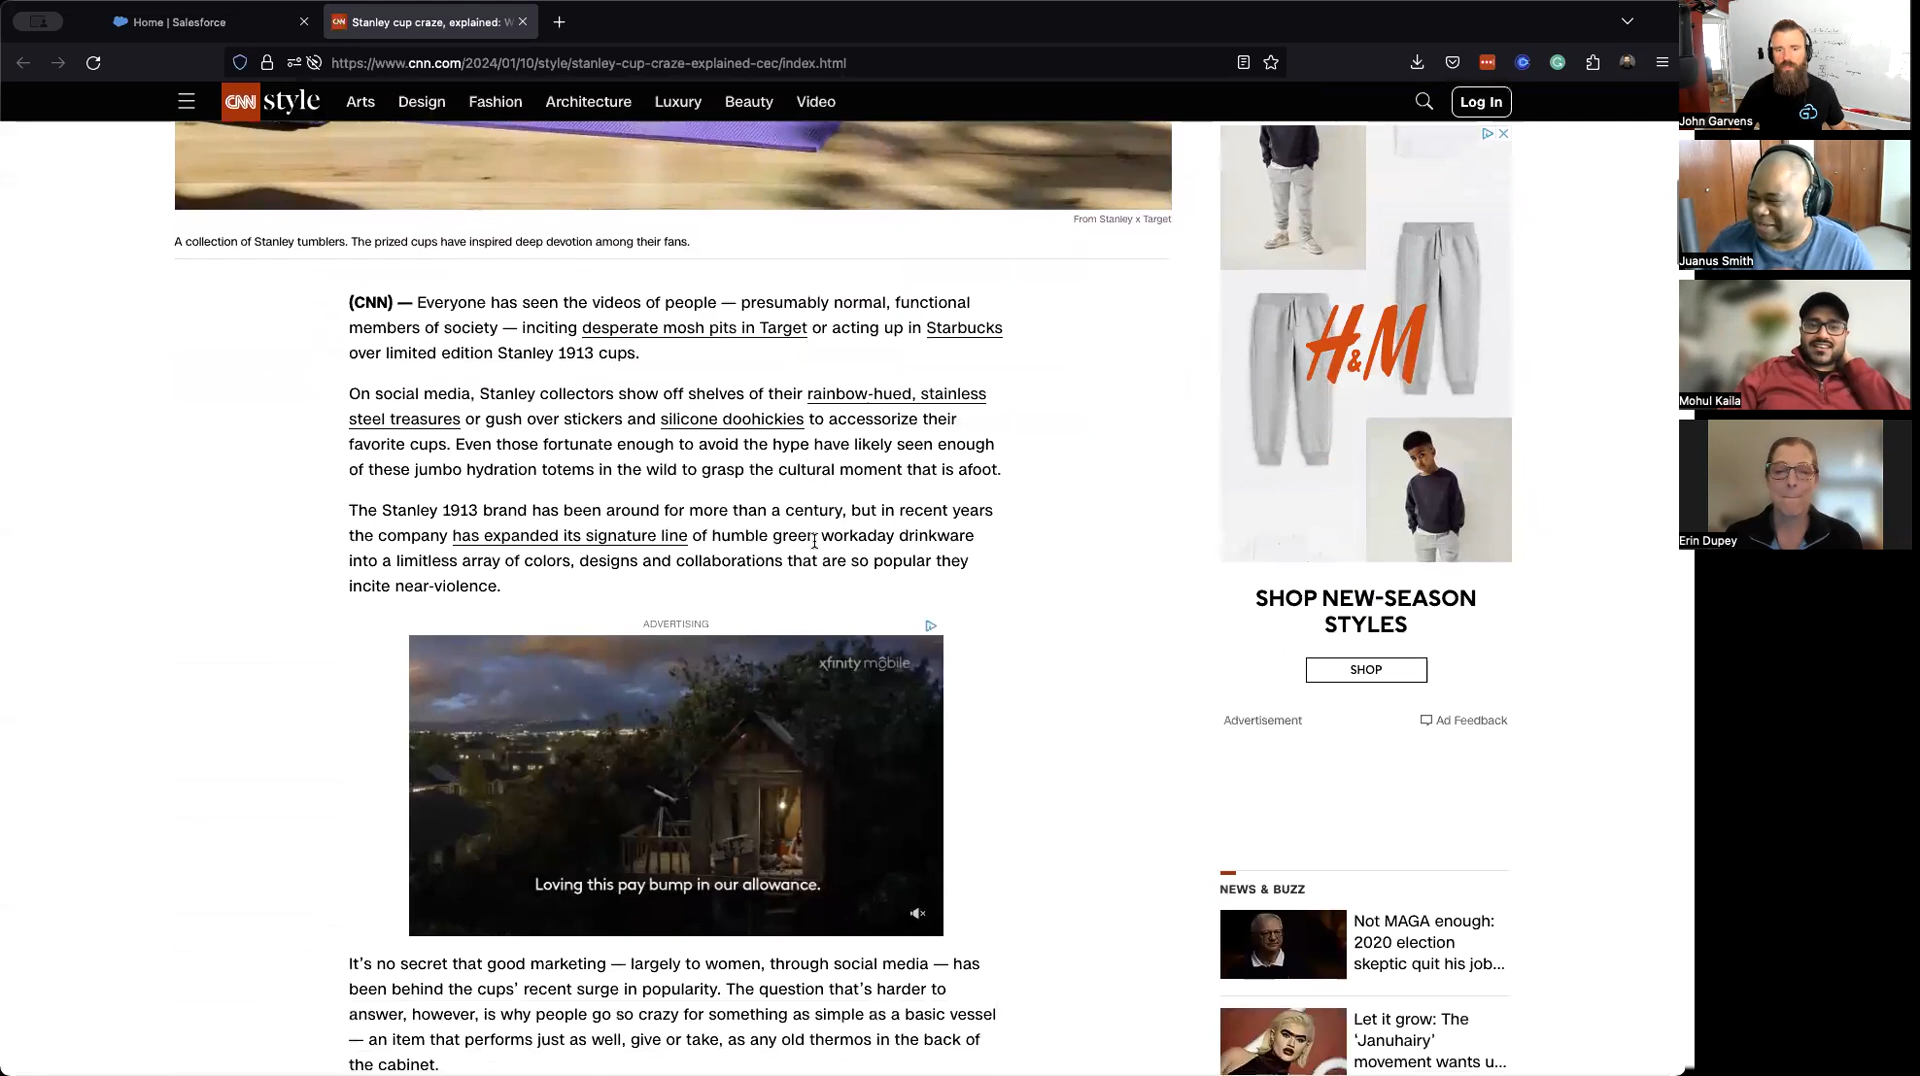 Home | Salesforce
CNN Stanley cup craze, explained: W
https://www.cnn.com/2024/01/10/style/stanley-cup-craze-explained-cec/index.html
CNN style Arts Design Fashion Architecture Luxury Beauty Video
Log In
John Garvens
Juanus Smith
Mohul Kaila
Erin Dupey
From Stanley x Target
A collection of Stanley tumblers. The prized cups have inspired deep devotion among their fans.
(CNN) — Everyone has seen the videos of people — presumably normal, functional
members of society — inciting desperate mosh pits in Target or acting up in Starbucks
over limited edition Stanley 1913 cups.
On social media, Stanley collectors show off shelves of their rainbow-hued, stainless
steel treasures or gush over stickers and silicone doohickies to accessorize their
favorite cups. Even those fortunate enough to avoid the hype have likely seen enough
of these jumbo hydration totems in the wild to grasp the cultural moment that is afoot.
The Stanley 1913 brand has been around for more than a century, but in recent years
the company has expanded its signature line of humble green workaday drinkware
into a limitless array of colors, designs and collaborations that are so popular they
incite near-violence.
ADVERTISING
xfinity mobile
Loving this pay bump in our allowance.
It's no secret that good marketing — largely to women, through social media — has
been behind the cups' recent surge in popularity. The question that's harder to
answer, however, is why people go so crazy for something as simple as a basic vessel
— an item that performs just as well, give or take, as any old thermos in the back of
the cabinet.
H&M
SHOP NEW-SEASON
STYLES
SHOP
Advertisement
Ad Feedback
NEWS & BUZZ
Not MAGA enough:
2020 election
skeptic quit his job...
Let it grow: The
‘Januhairy’
movement wants u...